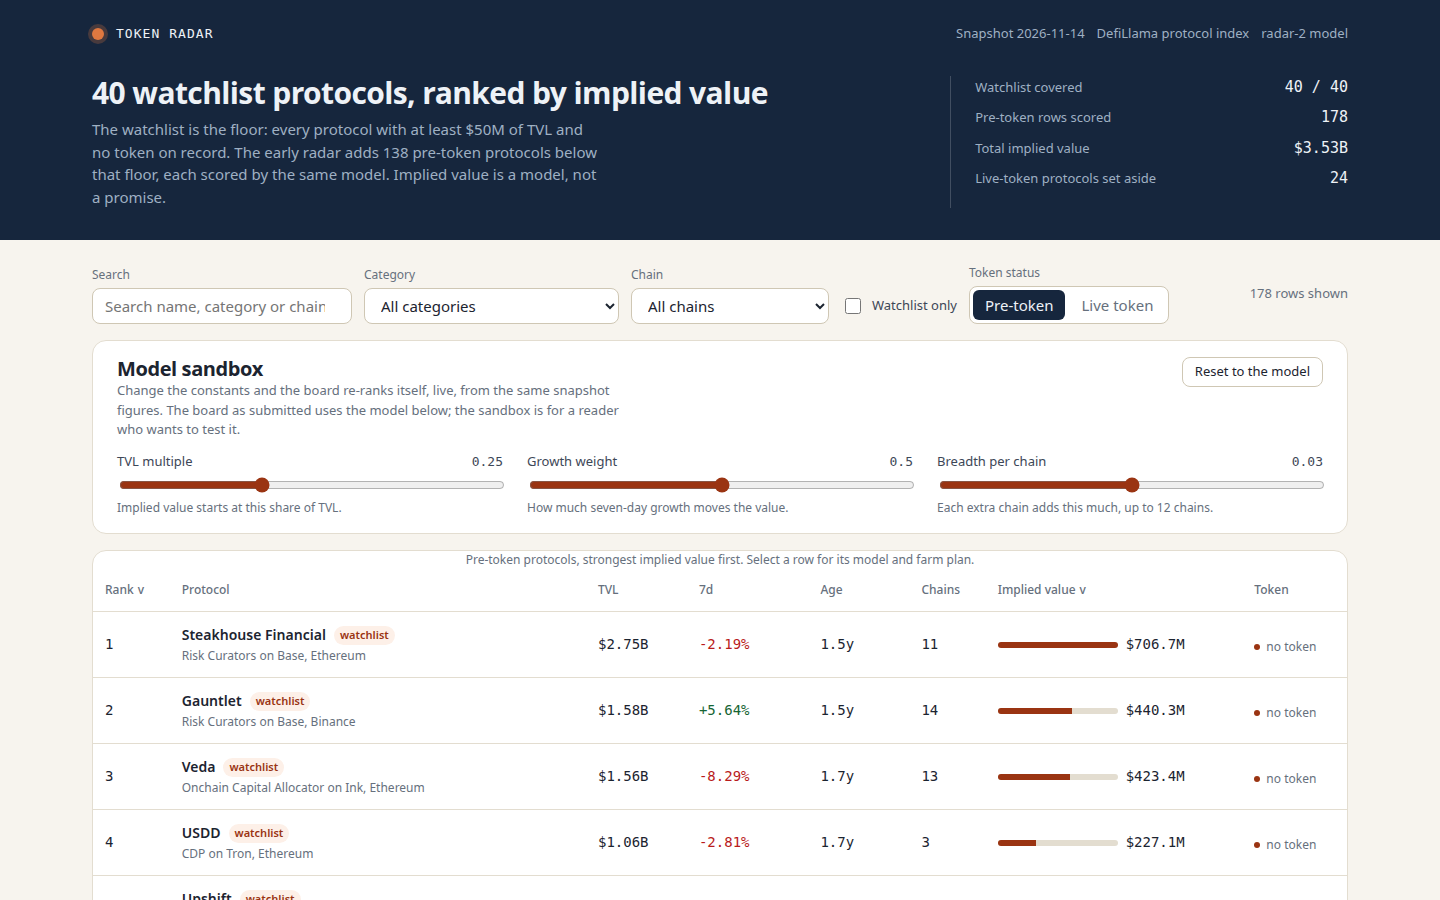 TOKEN RADAR
Snapshot 2026-11-14 DefiLlama protocol index radar-2 model
40 watchlist protocols, ranked by implied value
The watchlist is the floor: every protocol with at least $50M of TVL and
no token on record. The early radar adds 138 pre-token protocols below
that floor, each scored by the same model. Implied value is a model, not
a promise.
Watchlist covered 40 / 40
Pre-token rows scored 178
Total implied value $3.53B
Live-token protocols set aside 24
Search
Category
Chain
Token status
Search name, category or chain
All categories
All chains
Watchlist only
Pre-token
Live token
178 rows shown
Model sandbox
Reset to the model
Change the constants and the board re-ranks itself, live, from the same snapshot
figures. The board as submitted uses the model below; the sandbox is for a reader
who wants to test it.
TVL multiple 0.25
Growth weight 0.5
Breadth per chain 0.03
Implied value starts at this share of TVL.
How much seven-day growth moves the value.
Each extra chain adds this much, up to 12 chains.
Pre-token protocols, strongest implied value first. Select a row for its model and farm plan.
Rank v Protocol TVL 7d Age Chains Implied value v Token
1 Steakhouse Financial watchlist $2.75B -2.19% 1.5y 11 $706.7M no token
Risk Curators on Base, Ethereum
2 Gauntlet watchlist $1.58B +5.64% 1.5y 14 $440.3M no token
Risk Curators on Base, Binance
3 Veda watchlist $1.56B -8.29% 1.7y 13 $423.4M no token
Onchain Capital Allocator on Ink, Ethereum
4 USDD watchlist $1.06B -2.81% 1.7y 3 $227.1M no token
CDP on Tron, Ethereum
Upshift watchlist